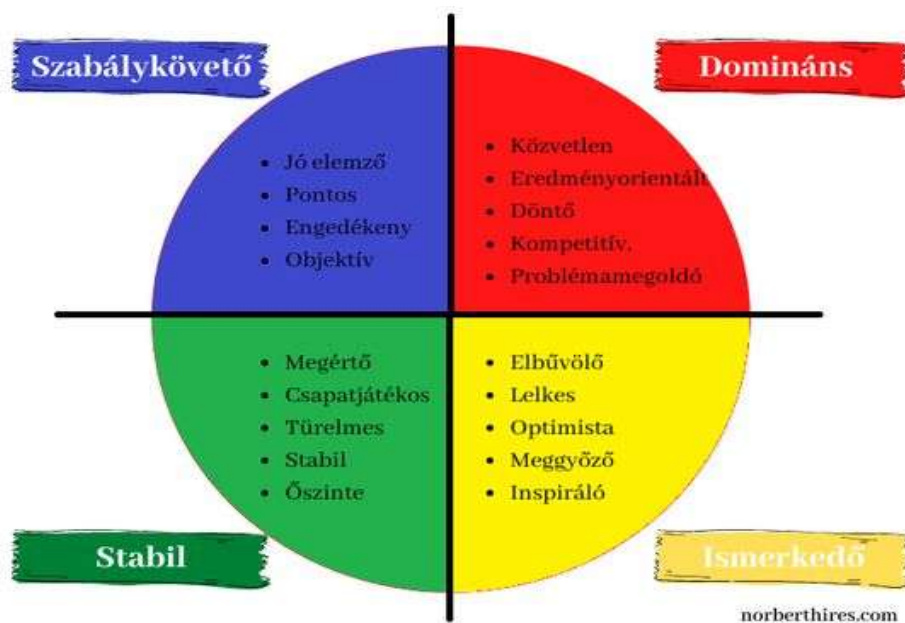 Szabálykövető
Domináns
• Jó elemző
• Pontos
• Engedékeny
• Objektív
• Közvetlen
• Eredményorientált
• Döntő
• Kompetitív.
• Problémamegoldó
• Megértő
• Csapatjátékos
• Türelmes
• Stabil
• Őszinte
• Elbűvölő
• Lelkes
• Optimista
• Meggyőző
• Inspiráló
Stabil
Ismerkedő
norberthires.com